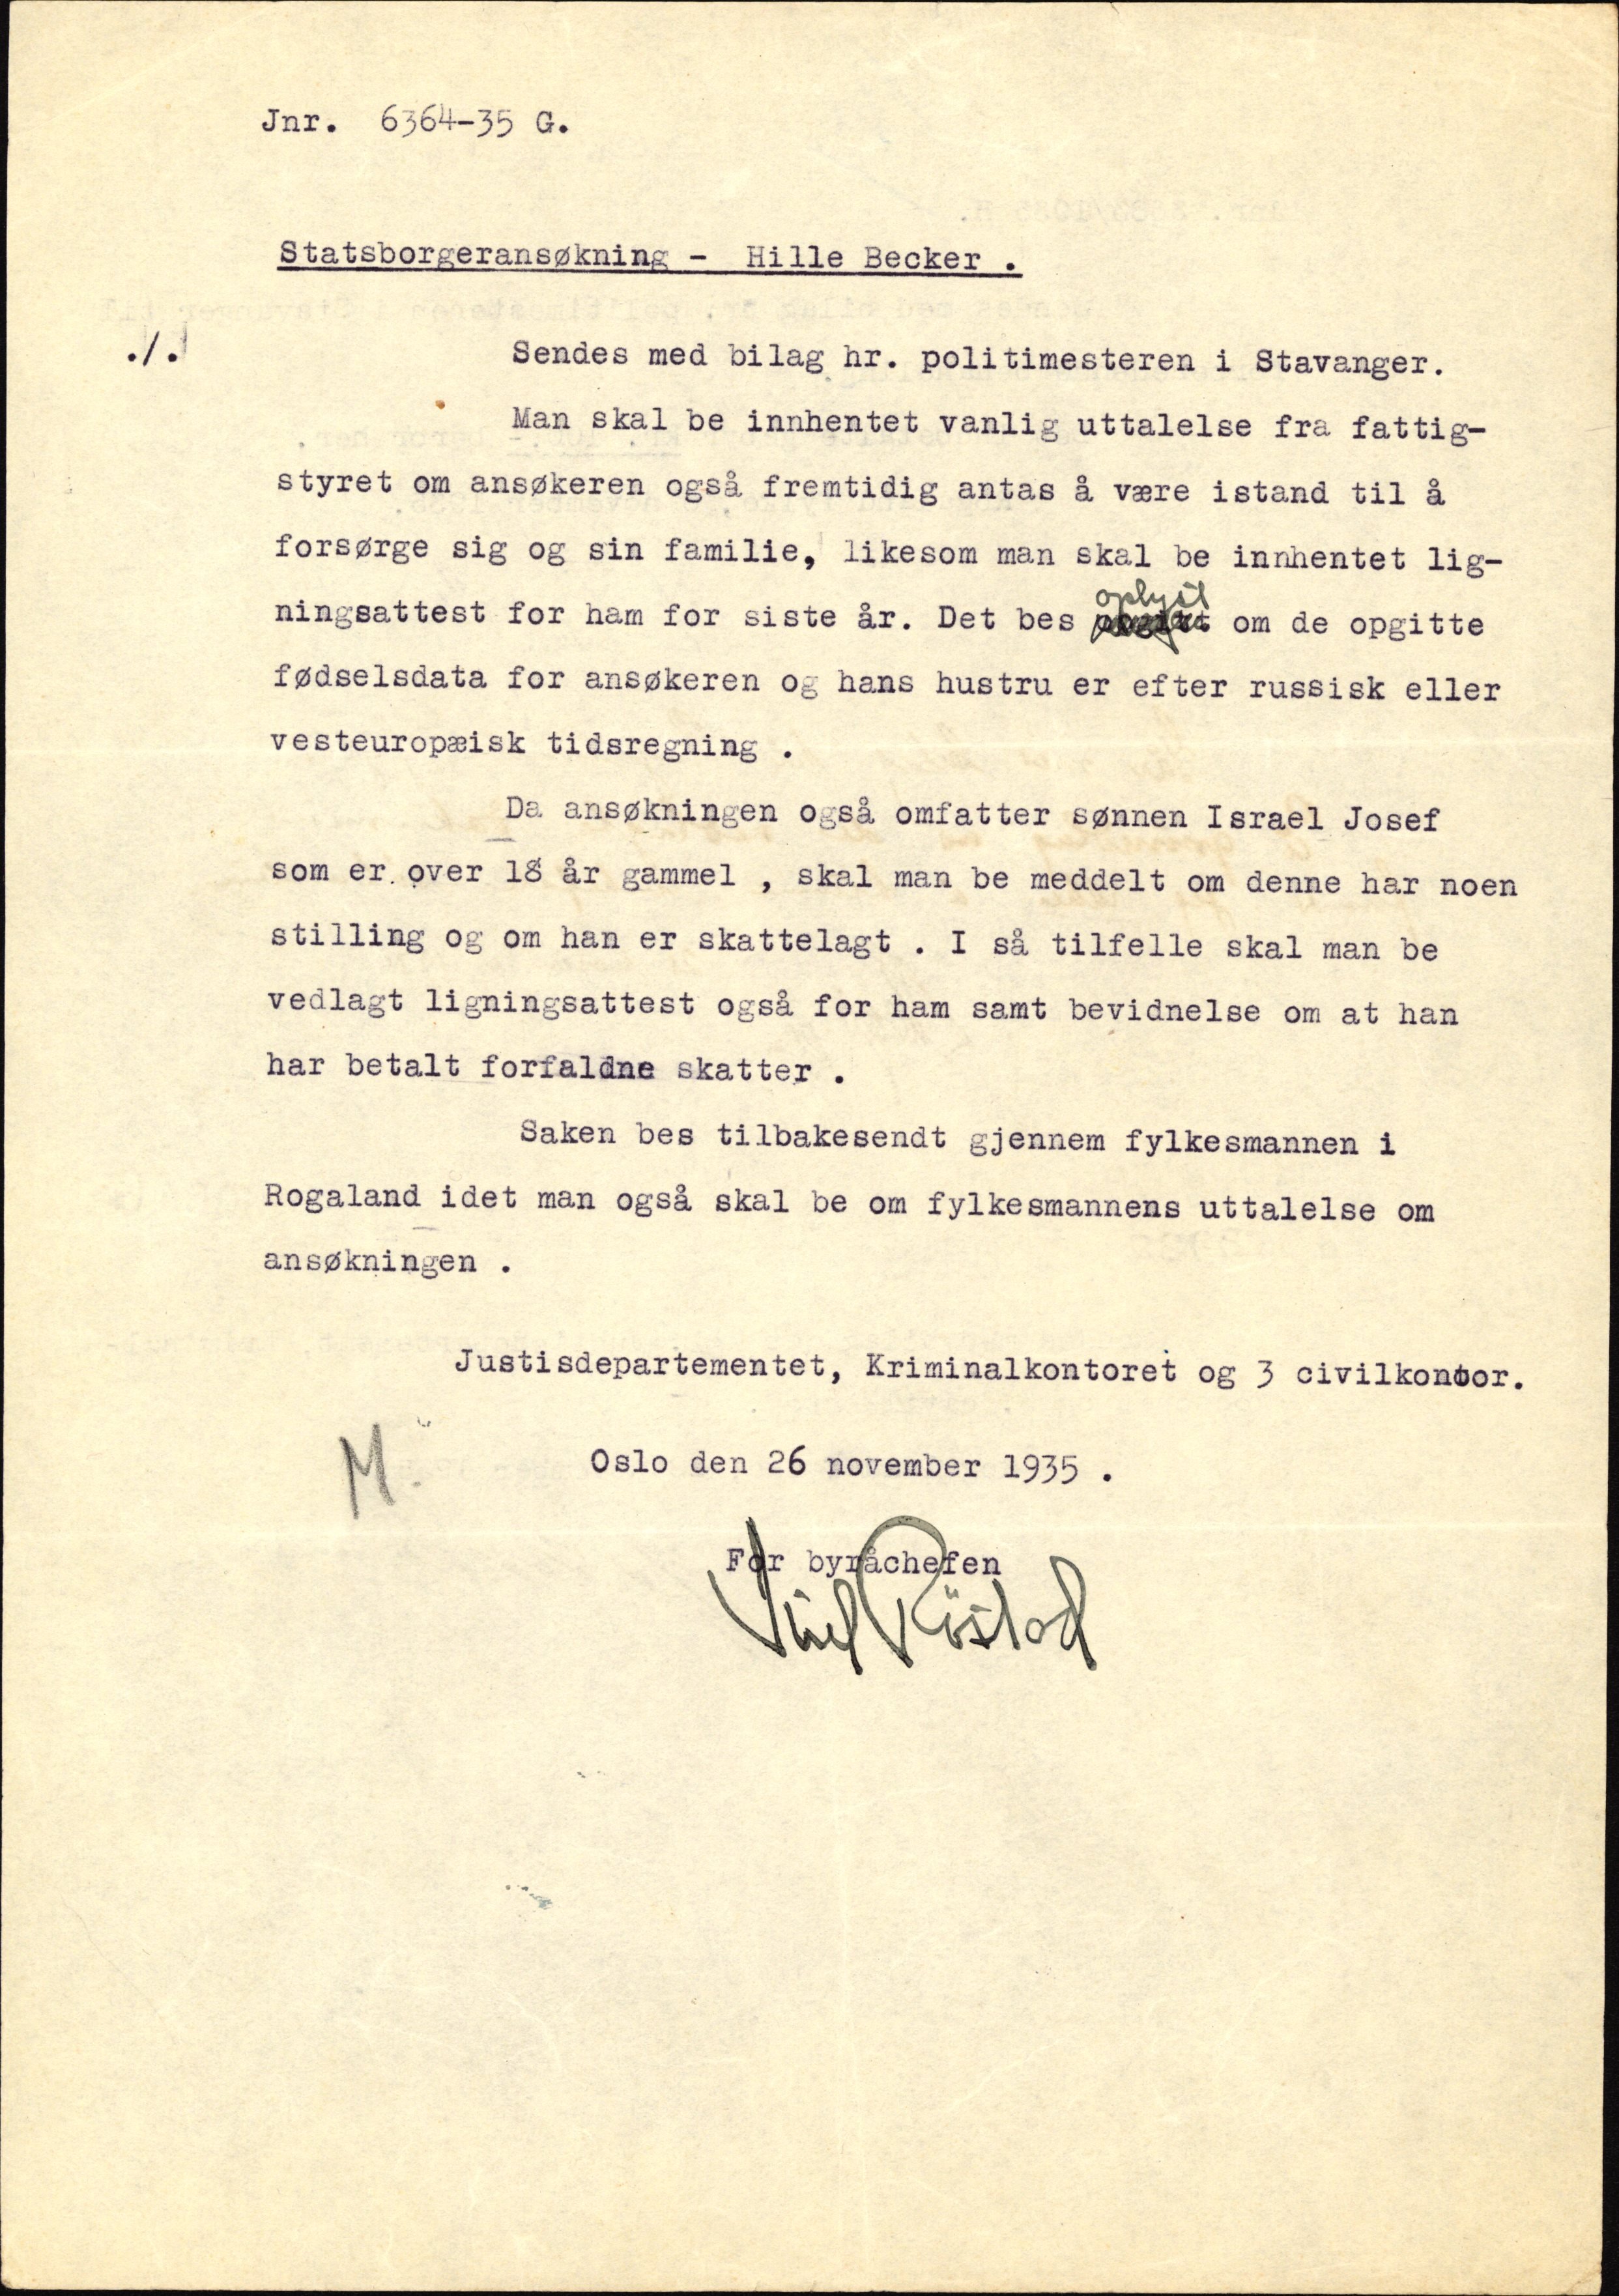 Jnr. 6364-35 G.
Statsborgeransøkning - Hille Becker .
./.
Sendes med bilag hr. politimesteren i Stavanger.
Man skal be innhentet vanlig uttalelse fra fattig-
styret om ansøkeren også fremtidig antas å være istand til å
forsørge sig og sin familie, likesom man skal be innhentet lig-
ningsattest for ham for siste år. Det bes oplyst om de opgitte
fødselsdata for ansøkeren og hans hustru er efter russisk eller
vesteuropæisk tidsregning .
Da ansøkningen også omfatter sønnen Israel Josef
som er over 18 år gammel , skal man be meddelt om denne har noen
stilling og om han er skattelagt . I så tilfelle skal man be
vedlagt ligningsattest også for ham samt bevidnelse om at han
har betalt forfaldne skatter .
Saken bes tilbakesendt gjennem fylkesmannen i
Rogaland idet man også skal be om fylkesmannens uttalelse om
ansøkningen .
Justisdepartementet, Kriminalkontoret og 3 civilkontor.
M.
Oslo den 26 november 1935 .
For byråchefen